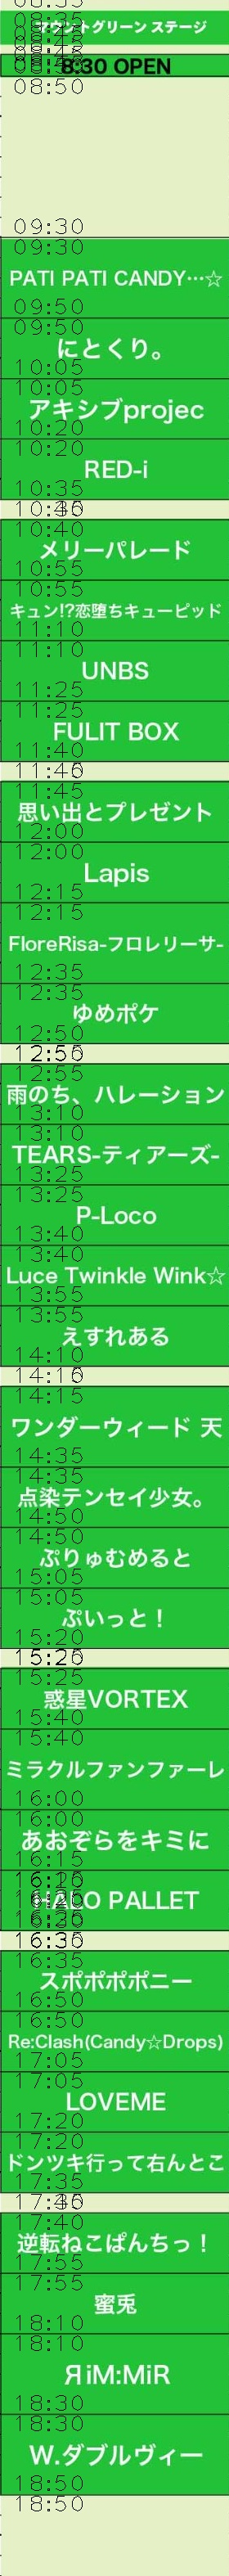 マウントグリーン ステージ
8:30 OPEN
08:50
09:30
09:30
PATI PATI CANDY…☆
09:50
09:50
にとくり。
10:05
10:05
アキシブprojec
10:20
10:20
RED-i
10:35
10:40
メリーパレード
10:55
10:55
キュン!?恋堕ちキューピッド
11:10
11:10
UNBS
11:25
11:25
FULIT BOX
11:40
11:45
思い出とプレゼント
12:00
12:00
Lapis
12:15
12:15
FloreRisa-フロレリーサ-
12:35
12:35
ゆめポケ
12:50
12:55
雨のち、ハレーション
13:10
13:10
TEARS-ティアーズ-
13:25
13:25
P-Loco
13:40
13:40
Luce Twinkle Wink☆
13:55
13:55
えすれある
14:10
14:15
ワンダーウィード 天
14:35
14:35
点染テンセイ少女。
14:50
14:50
ぷりゅむめると
15:05
15:05
ぷいっと！
15:20
15:25
惑星VORTEX
15:40
15:40
ミラクルファンファーレ
16:00
16:00
あおぞらをキミに
16:15
PALLET
16:35
スポポポポニー
16:50
16:50
Re:Clash(Candy☆Drops)
17:05
17:05
LOVEME
17:20
17:20
ドンツキ行って右んとこ
17:35
17:40
逆転ねこぱんちっ！
17:55
17:55
蜜兎
18:10
18:10
ЯiM:MiR
18:30
18:30
W.ダブルヴィー
18:50
18:50